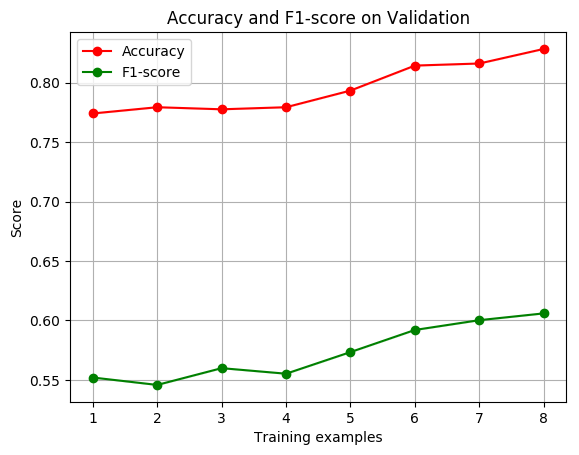 Accuracy and F1-score on Validation
Accuracy
F1-score
0.80
0.75
0.70
0.65
0.60
0.55
Score
1 2 3 4 5 6 7 8
Training examples